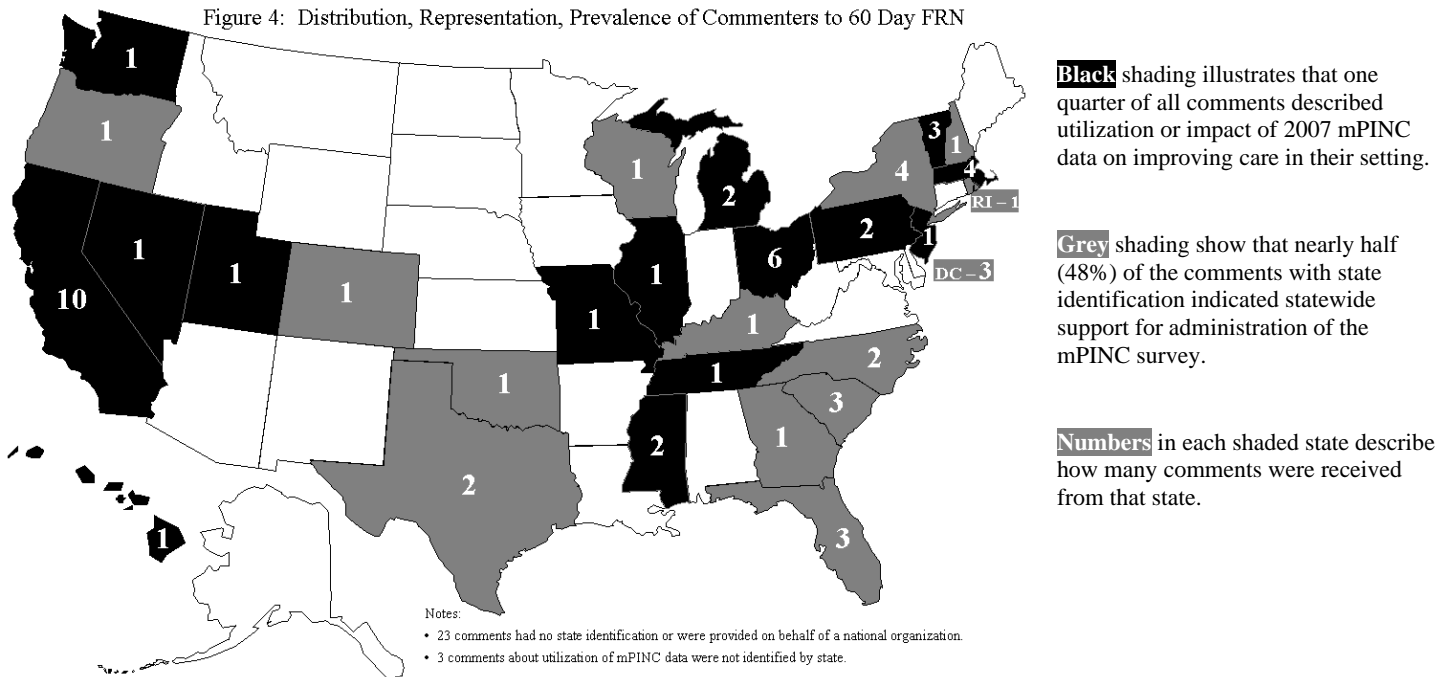 Figure 4: Distribution, Representation, Prevalence of Commenters to 60 Day FRN
1
1
10
1
1
1
1
2
1
1
1
2
6
1
1
2
1
2
3
1
3
2
4
3
1
4
RI – 1
1
DC – 3
1
Black shading illustrates that one
quarter of all comments described
utilization or impact of 2007 mPINC
data on improving care in their setting.
Grey shading show that nearly half
(48%) of the comments with state
identification indicated statewide
support for administration of the
mPINC survey.
Numbers in each shaded state describe
how many comments were received
from that state.
Notes:
• 23 comments had no state identification or were provided on behalf of a national organization.
• 3 comments about utilization of mPINC data were not identified by state.